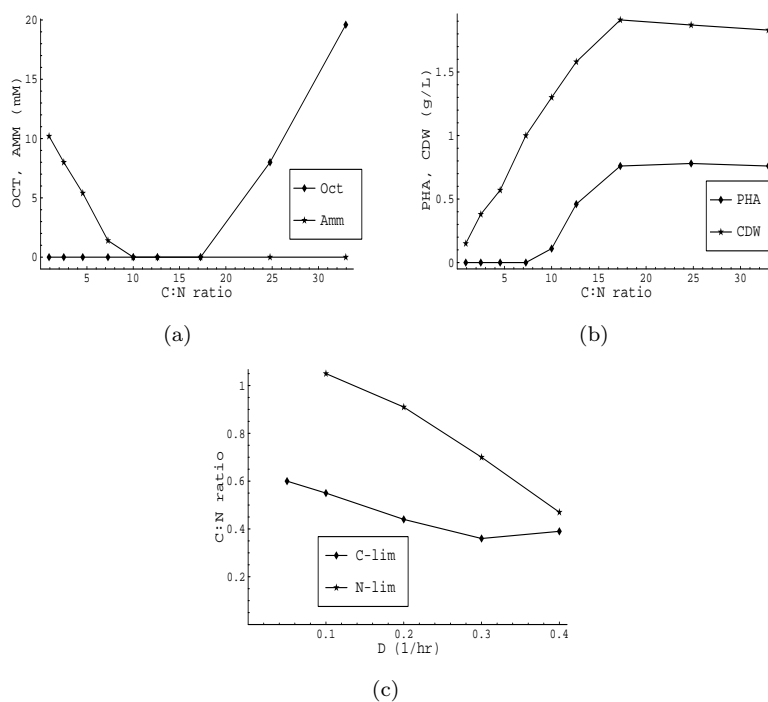 OCT, AMM (mM)
20
15
10
5
0
5 10 15 20 25 30
C:N ratio
Oct
Amm
(a)
PHA, CDW (g/L)
1.5
1
0.5
0
5 10 15 20 25 30
C:N ratio
PHA
CDW
(b)
C:N ratio
1
0.8
0.6
0.4
0.2
0.1 0.2 0.3 0.4
D (1/hr)
C-lim
N-lim
(c)